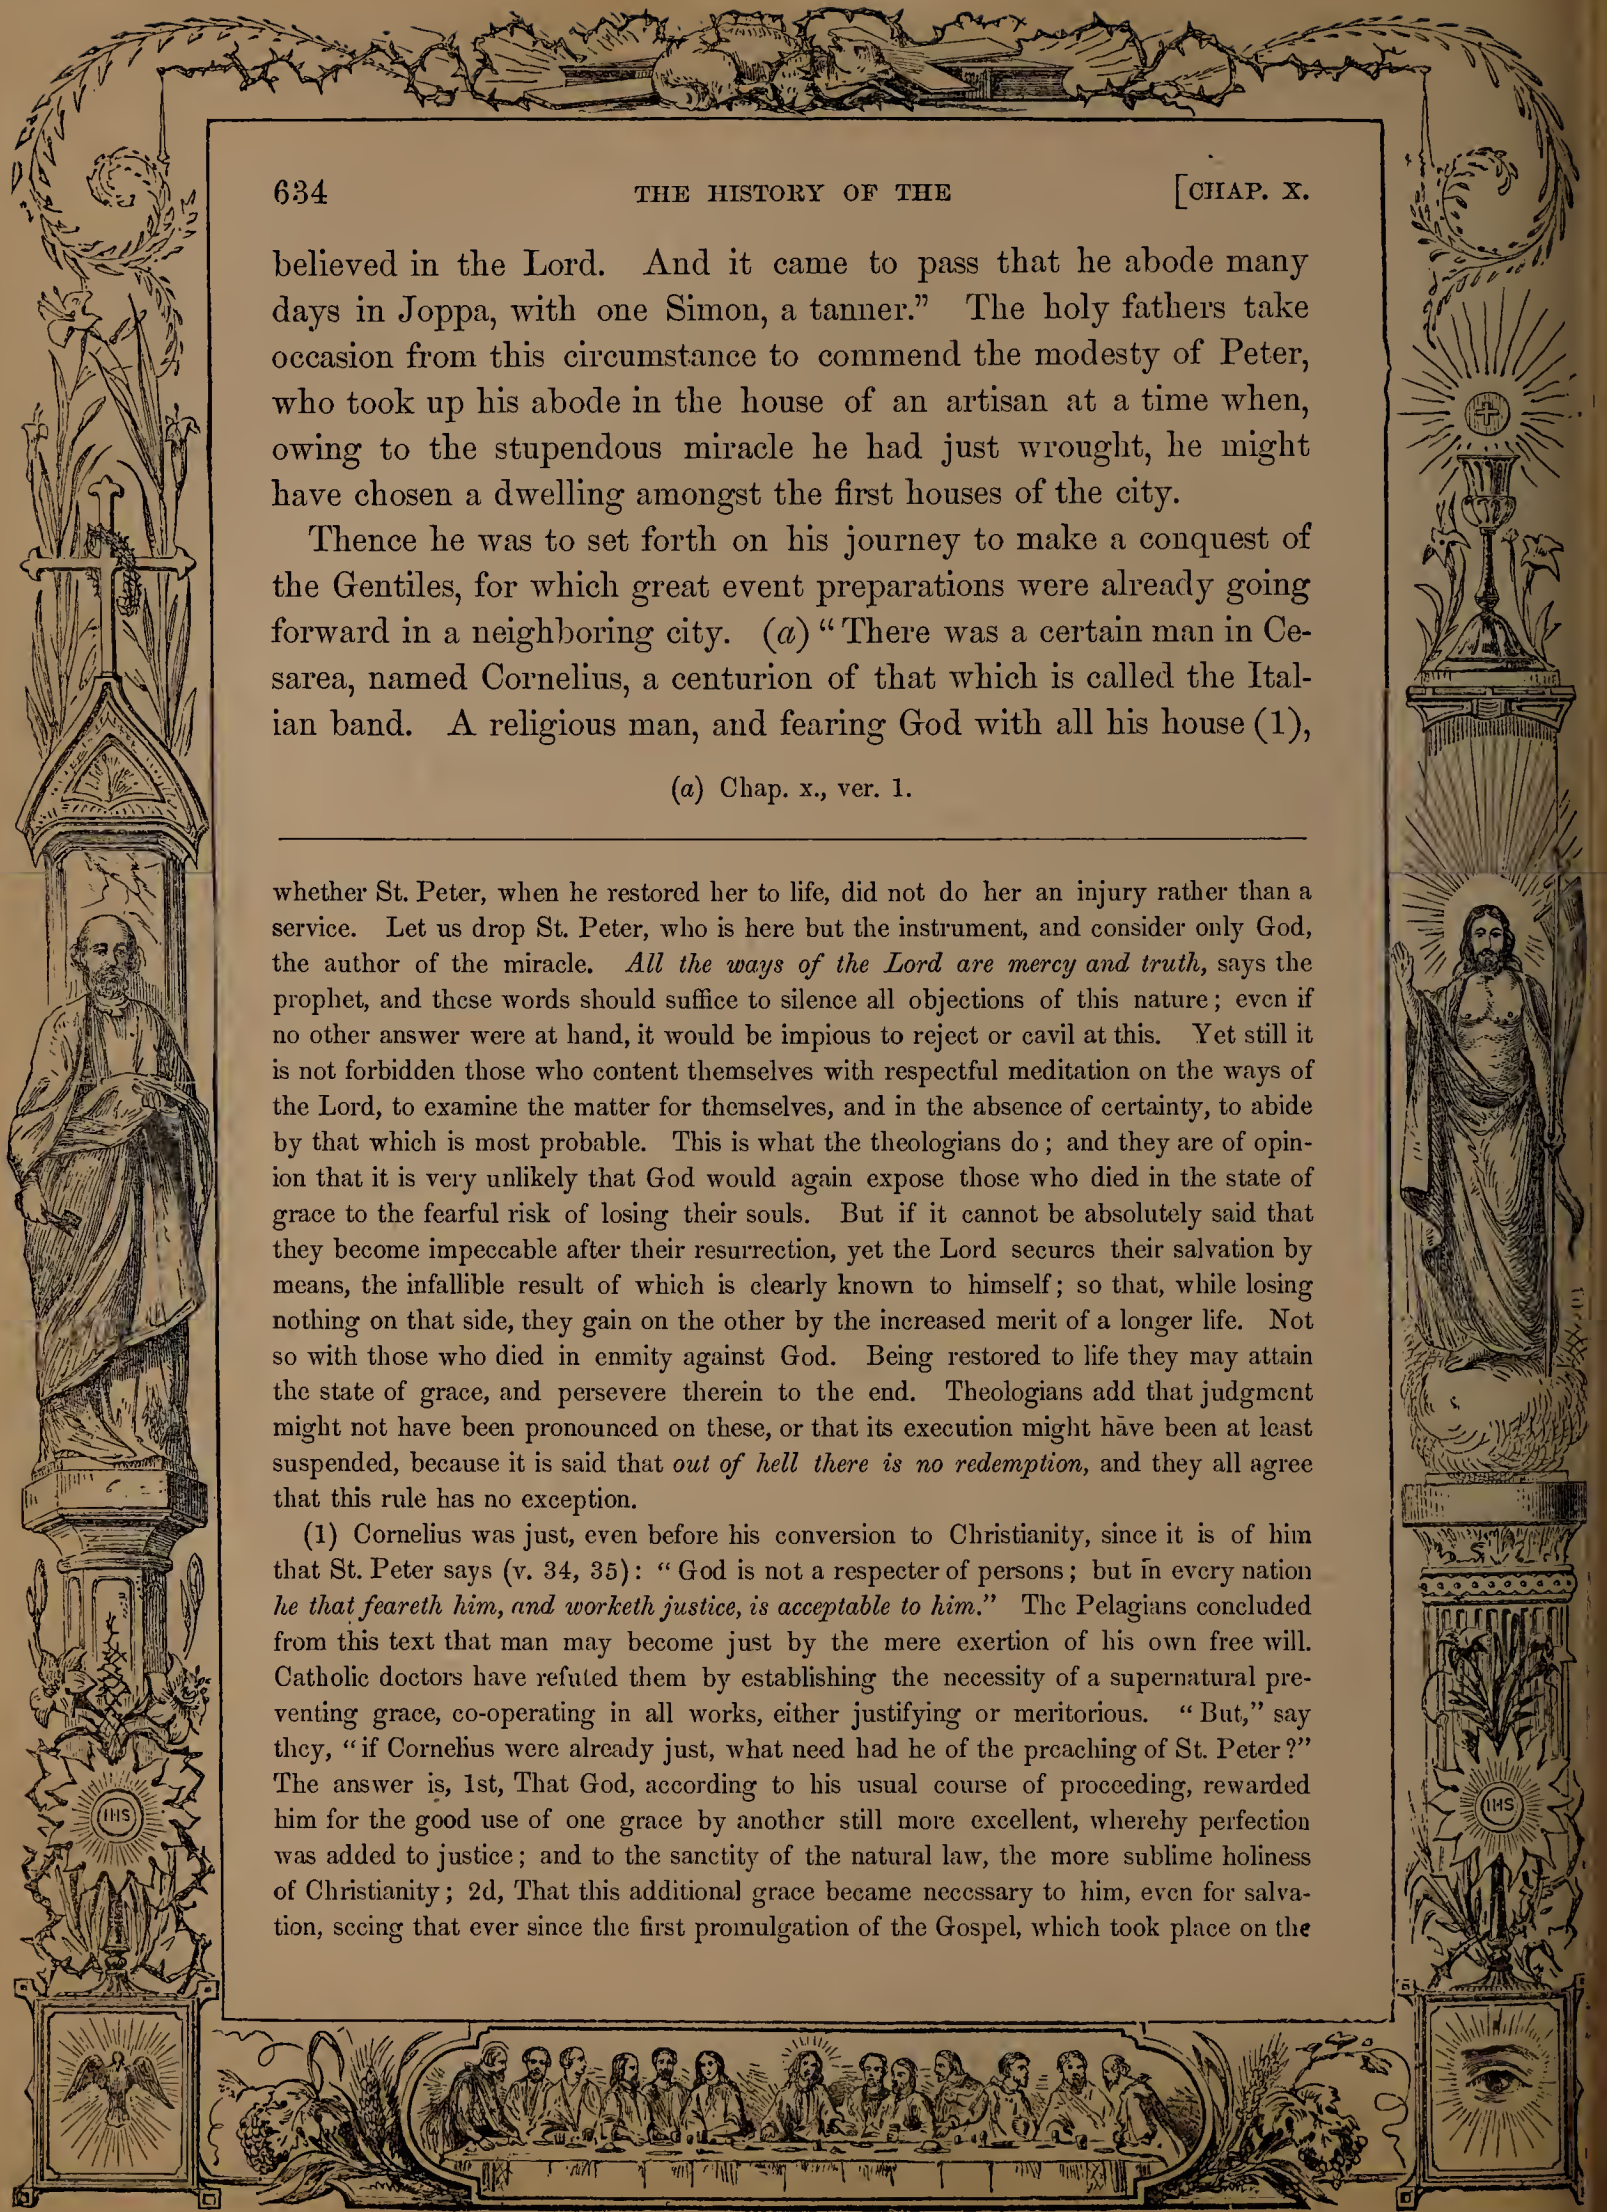 634 THE HISTORY OF THE [CHAP. X.
believed in the Lord. And it came to pass that he abode many
days in Joppa, with one Simon, a tanner.” The holy fathers take
occasion from this circumstance to commend the modesty of Peter,
who took up his abode in the house of an artisan at a time when,
owing to the stupendous miracle he had just wrought, he might
have chosen a dwelling amongst the first houses of the city.
Thence he was to set forth on his journey to make a conquest of
the Gentiles, for which great event preparations were already going
forward in a neighboring city. (a) “There was a certain man in Ce-
sarea, named Cornelius, a centurion of that which is called the Ital-
ian band. A religious man, and fearing God with all his house (1),
(a) Chap. x., ver. 1.
whether St. Peter, when he restored her to life, did not do her an injury rather than a
service. Let us drop St. Peter, who is here but the instrument, and consider only God,
the author of the miracle. All the ways of the Lord are mercy and truth, says the
prophet, and these words should suffice to silence all objections of this nature; even if
no other answer were at hand, it would be impious to reject or cavil at this. Yet still it
is not forbidden those who content themselves with respectful meditation on the ways of
the Lord, to examine the matter for themselves, and in the absence of certainty, to abide
by that which is most probable. This is what the theologians do; and they are of opin-
ion that it is very unlikely that God would again expose those who died in the state of
grace to the fearful risk of losing their souls. But if it cannot be absolutely said that
they become impeccable after their resurrection, yet the Lord secures their salvation by
means, the infallible result of which is clearly known to himself; so that, while losing
nothing on that side, they gain on the other by the increased merit of a longer life. Not
so with those who died in enmity against God. Being restored to life they may attain
the state of grace, and persevere therein to the end. Theologians add that judgment
might not have been pronounced on these, or that its execution might have been at least
suspended, because it is said that out of hell there is no redemption, and they all agree
that this rule has no exception.
(1) Cornelius was just, even before his conversion to Christianity, since it is of him
that St. Peter says (v. 34, 35): “God is not a respecter of persons; but in every nation
he that feareth him, and worketh justice, is acceptable to him.” The Pelagians concluded
from this text that man may become just by the mere exertion of his own free will.
Catholic doctors have refuted them by establishing the necessity of a supernatural pre-
venting grace, co-operating in all works, either justifying or meritorious. “But,” say
they, “if Cornelius were already just, what need had he of the preaching of St. Peter?”
The answer is, 1st, That God, according to his usual course of proceeding, rewarded
him for the good use of one grace by another still more excellent, whereby perfection
was added to justice; and to the sanctity of the natural law, the more sublime holiness
of Christianity; 2d, That this additional grace became necessary to him, even for salva-
tion, seeing that ever since the first promulgation of the Gospel, which took place on the
IHS
IHS